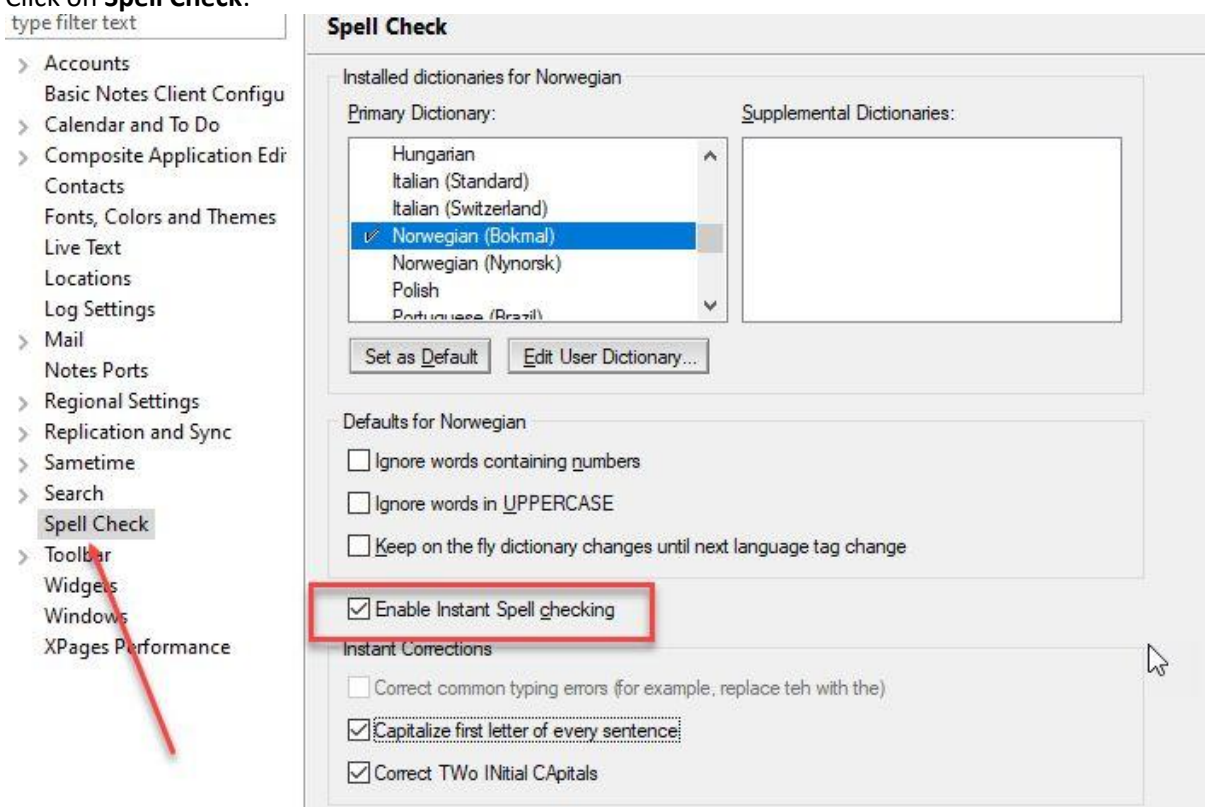 Click on Spell Check.
type filter text
Accounts
Basic Notes Client Configu
Calendar and To Do
Composite Application Edi
Contacts
Fonts, Colors and Themes
Live Text
Locations
Log Settings
Mail
Notes Ports
Regional Settings
Replication and Sync
Sametime
Search
Spell Check
Toolbar
Widgets
Windows
XPages Performance
Spell Check
Installed dictionaries for Norwegian
Primary Dictionary:
Supplemental Dictionaries:
Hungarian
Italian (Standard)
Italian (Switzerland)
Norwegian (Bokmal)
Norwegian (Nynorsk)
Polish
Portuguese (Brazil)
Set as Default
Edit User Dictionary...
Defaults for Norwegian
Ignore words containing numbers
Ignore words in UPPERCASE
Keep on the fly dictionary changes until next language tag change
Enable Instant Spell checking
Instant Corrections
Correct common typing errors (for example, replace teh with the)
Capitalize first letter of every sentence
Correct TWo INitial CApitals